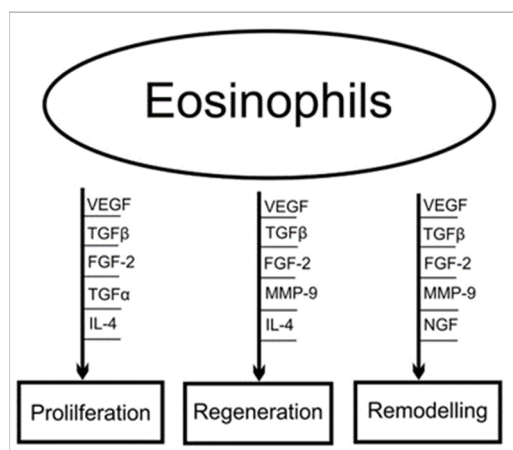 Eosinophils
VEGF
TGFβ
FGF-2
TGFα
IL-4
VEGF
TGFβ
FGF-2
MMP-9
IL-4
VEGF
TGFβ
FGF-2
MMP-9
NGF
Prolilferation
Regeneration
Remodelling